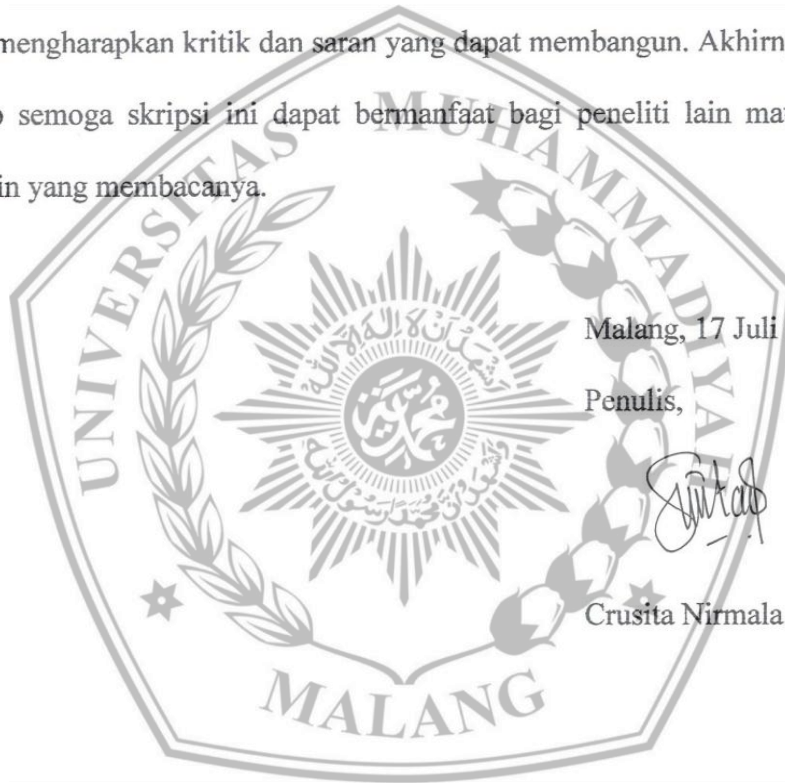 mengharapkan kritik dan saran yang dapat membangun. Akhirn
semoga skripsi ini dapat bermanfaat bagi peneliti lain mau
in yang membacanya.
UNIVERSITAS MUHAMMADIYAH
MALANG
Malang, 17 Juli
Penulis,
Crusita Nirmala